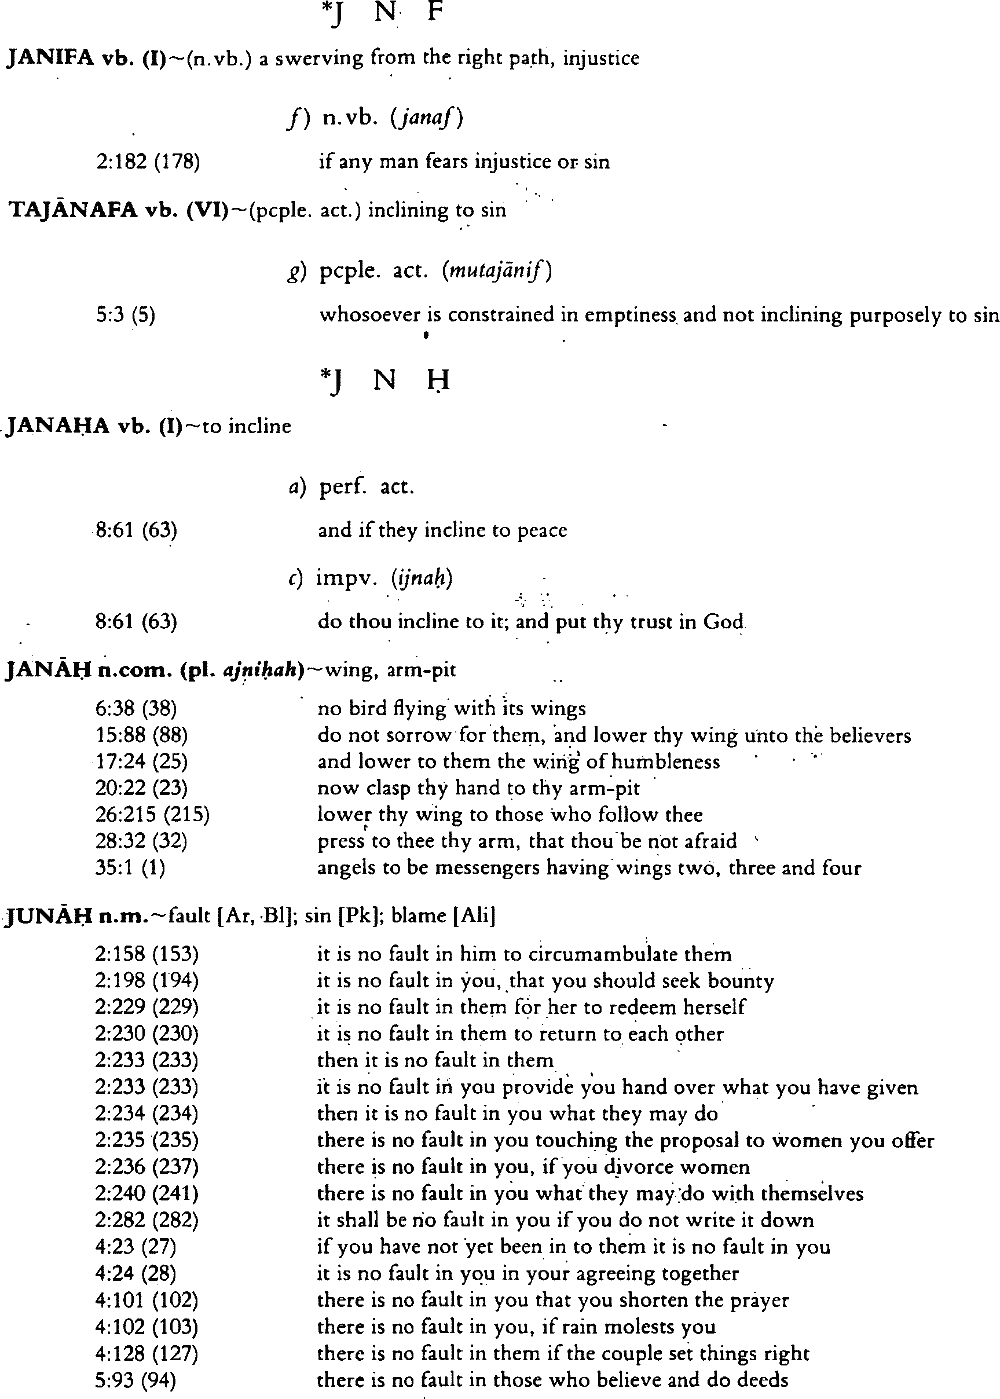 *J N F
JANIFA vb. (I)~(n.vb.) a swerving from the right path, injustice
f) n.vb. (janaf)
2:182 (178) if any man fears injustice or sin
TAJĀNAFA vb. (VI)~(pcple. act.) inclining to sin
g) pcple. act. (mutajānif)
5:3 (5) whosoever is constrained in emptiness and not inclining purposely to sin
*J N Ḥ
JANAḤA vb. (I)~to incline
a) perf. act.
8:61 (63) and if they incline to peace
c) impv. (ijnaḥ)
8:61 (63) do thou incline to it; and put thy trust in God
JANĀḤ n.com. (pl. ajniḥah)~wing, arm-pit
6:38 (38) no bird flying with its wings
15:88 (88) do not sorrow for them, and lower thy wing unto the believers
17:24 (25) and lower to them the wing of humbleness
20:22 (23) now clasp thy hand to thy arm-pit
26:215 (215) lower thy wing to those who follow thee
28:32 (32) press to thee thy arm, that thou be not afraid
35:1 (1) angels to be messengers having wings two, three and four
JUNĀḤ n.m.~fault [Ar, Bl]; sin [Pk]; blame [Ali]
2:158 (153) it is no fault in him to circumambulate them
2:198 (194) it is no fault in you, that you should seek bounty
2:229 (229) it is no fault in them for her to redeem herself
2:230 (230) it is no fault in them to return to each other
2:233 (233) then it is no fault in them
2:233 (233) it is no fault in you provide you hand over what you have given
2:234 (234) then it is no fault in you what they may do
2:235 (235) there is no fault in you touching the proposal to women you offer
2:236 (237) there is no fault in you, if you divorce women
2:240 (241) there is no fault in you what they may do with themselves
2:282 (282) it shall be no fault in you if you do not write it down
4:23 (27) if you have not yet been in to them it is no fault in you
4:24 (28) it is no fault in you in your agreeing together
4:101 (102) there is no fault in you that you shorten the prayer
4:102 (103) there is no fault in you, if rain molests you
4:128 (127) there is no fault in them if the couple set things right
5:93 (94) there is no fault in those who believe and do deeds